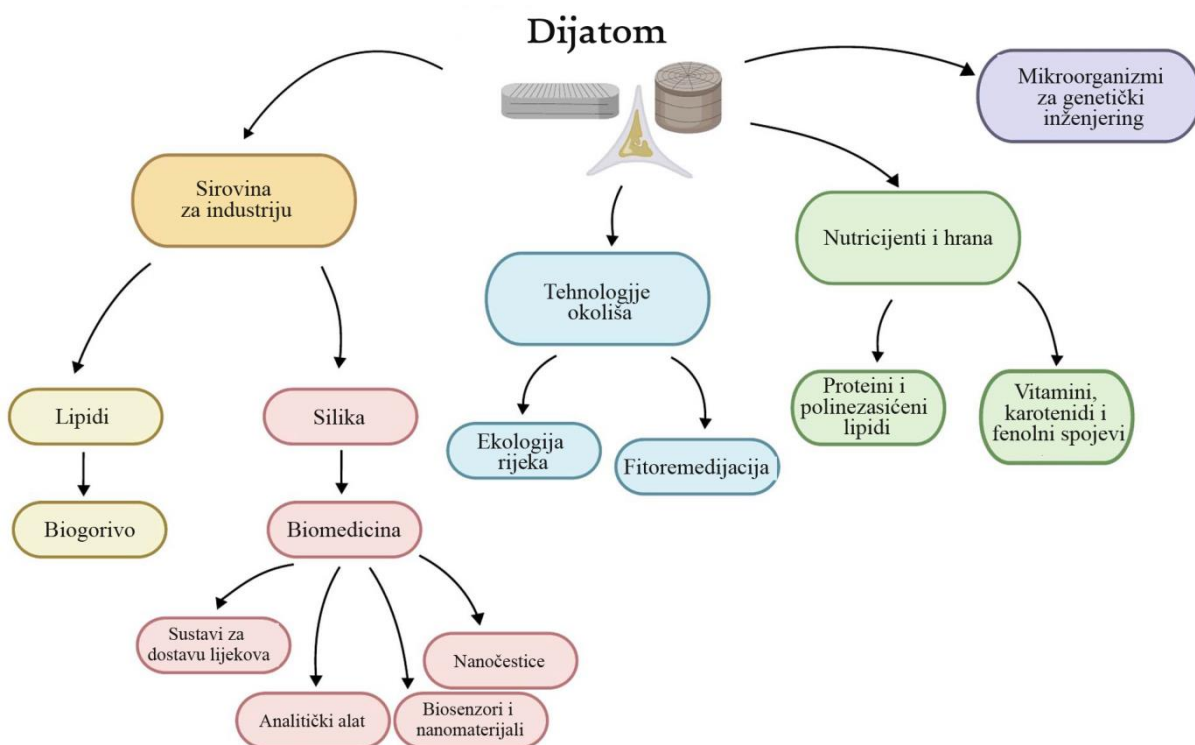 Dijatom
Mikroorganizmi
za genetički
inženjering
Sirovina
za industriju
Nutricijenti i hrana
Tehnologjje
okoliša
Lipidi
Silika
Ekologija
rijeka
Fitoremedijacija
Proteini i
polinezasićeni
lipidi
Vitamini,
karotenidi i
fenolni spojevi
Biogorivo
Biomedicina
Sustavi za
dostavu lijekova
Nanočestice
Analitički alat
Biosenzori i
nanomaterijali